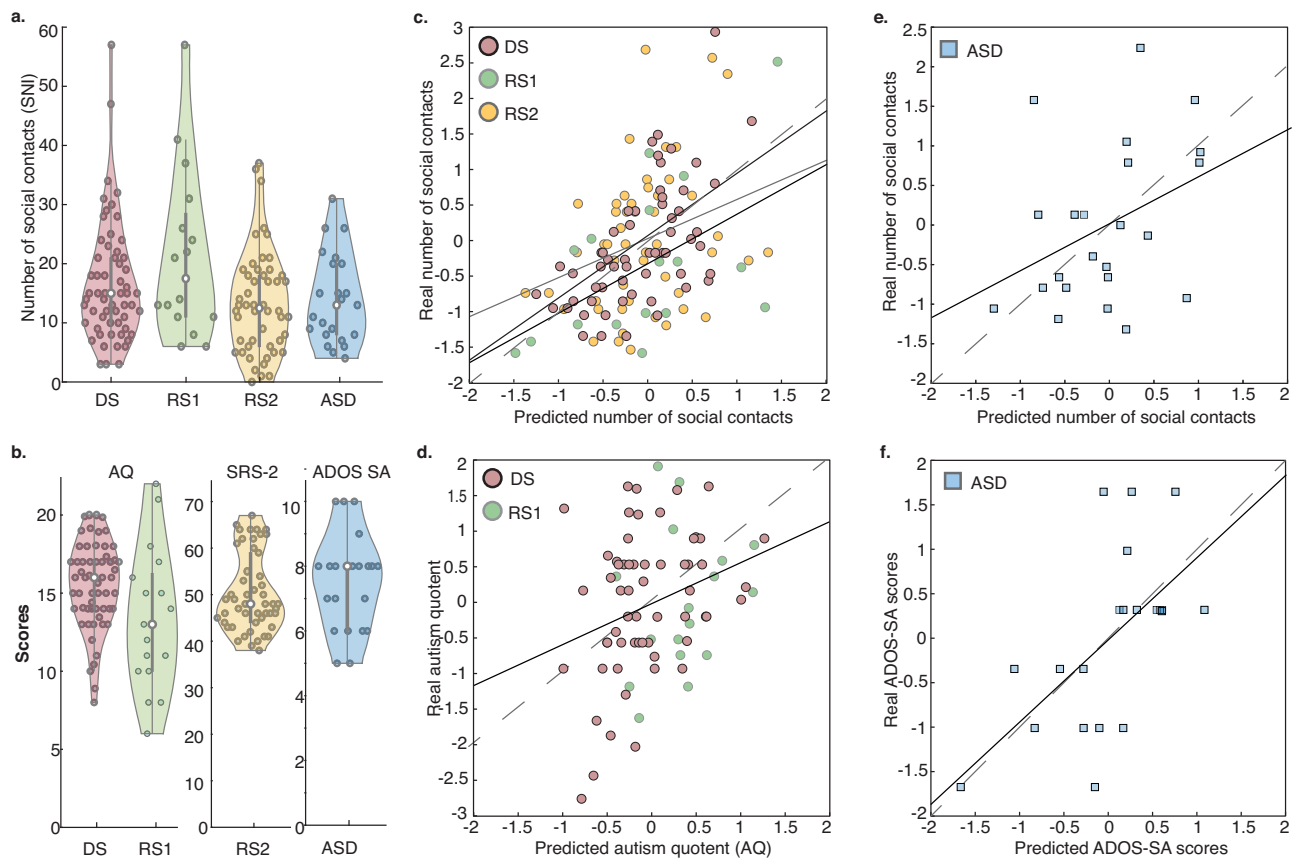 a.
Number of social contacts (SNI)
60
50
40
30
20
10
0
DS RS1 RS2 ASD
b.
AQ SRS-2 ADOS SA
Scores
20
15
10
5
0
70
60
50
40
30
20
10
0
10
8
6
4
2
0
DS RS1 RS2 ASD
c.
DS
RS1
RS2
Real number of social contacts
3
2.5
2
1.5
1
0.5
0
-0.5
-1
-1.5
-2
-2 -1.5 -1 -0.5 0 0.5 1 1.5 2
Predicted number of social contacts
d.
DS
RS1
Real autism quotent
2
1.5
1
0.5
0
-0.5
-1
-1.5
-2
-2.5
-3
-2 -1.5 -1 -0.5 0 0.5 1 1.5 2
Predicted autism quotent (AQ)
e.
ASD
Real number of social contacts
2.5
2
1.5
1
0.5
0
-0.5
-1
-1.5
-2
-2 -1.5 -1 -0.5 0 0.5 1 1.5 2
Predicted number of social contacts
f.
ASD
Real ADOS-SA scores
2
1.5
1
0.5
0
-0.5
-1
-1.5
-2
-2 -1.5 -1 -0.5 0 0.5 1 1.5 2
Predicted ADOS-SA scores